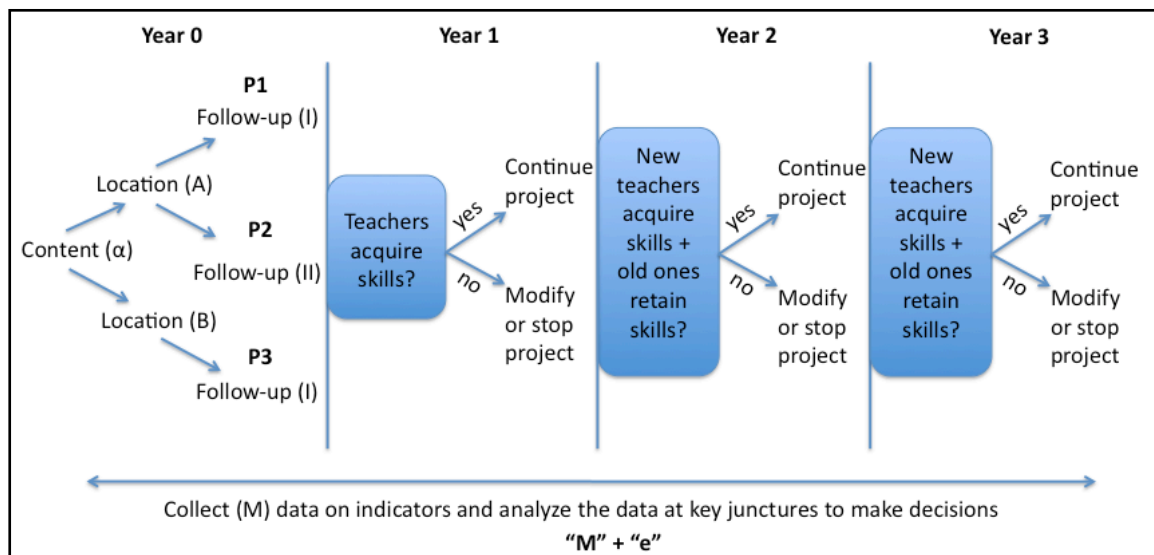 Year 0
Year 1
Year 2
Year 3
P1
Follow-up (I)
Location (A)
P2
Content (α)
Follow-up (II)
Location (B)
P3
Follow-up (I)
Teachers
acquire
skills?
yes
no
Continue
project
Modify
or stop
project
New
teachers
acquire
skills +
old ones
retain
skills?
yes
no
Continue
project
Modify
or stop
project
New
teachers
acquire
skills +
old ones
retain
skills?
yes
no
Continue
project
Modify
or stop
project
Collect (M) data on indicators and analyze the data at key junctures to make decisions
“M” + “e”